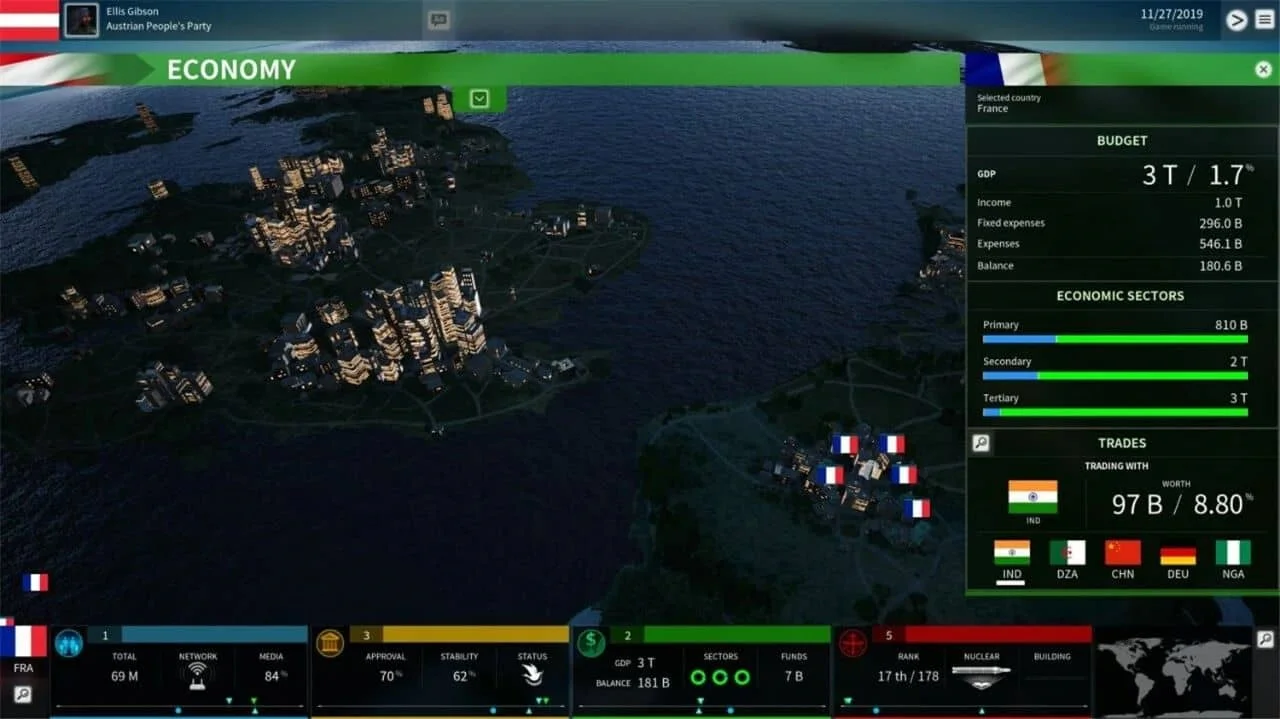 Ellis Gibson
Austrian People's Party
11/27/2019
Game running
ECONOMY
Selected country
France
BUDGET
GDP 3 T / 1.7 %
Income 1.0 T
Fixed expenses 296.0 B
Expenses 546.1 B
Balance 180.6 B
ECONOMIC SECTORS
Primary 810 B
Secondary 2 T
Tertiary 3 T
TRADES
TRADING WITH
IND
WORTH
97 B / 8.80 %
IND DZA CHN DEU NGA
FRA
1
TOTAL NETWORK MEDIA
69 M 84 %
3
APPROVAL STABILITY STATUS
70 % 62 %
2
GDP 3 T
BALANCE 181 B
SECTORS
FUNDS
7 B
5
RANK NUCLEAR BUILDING
17 th / 178